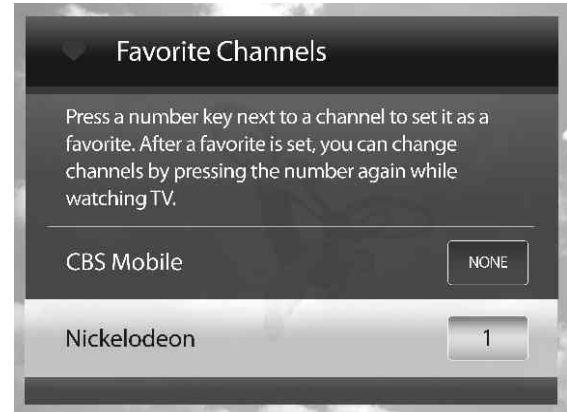 Favorite Channels
Press a number key next to a channel to set it as a
favorite. After a favorite is set, you can change
channels by pressing the number again while
watching TV.
CBS Mobile NONE
Nickelodeon 1